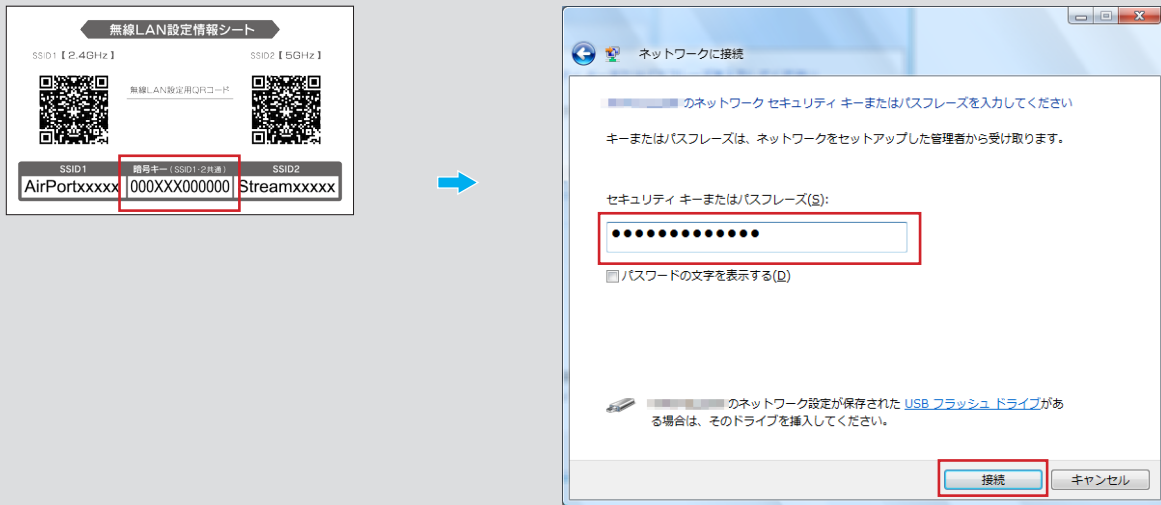 無線LAN設定情報シート
SSID1【2.4GHz】
SSID2【5GHz】
無線LAN設定用QRコード
SSID1
暗号キー(SSID1・2共通)
SSID2
AirPortxxxxx
000XXX000000
Streamxxxxx
ネットワークに接続
のネットワーク セキュリティ キーまたはパスフレーズを入力してください
キーまたはパスフレーズは、ネットワークをセットアップした管理者から受け取ります。
セキュリティ キーまたはパスフレーズ(S):
●●●●●●●●●●●●●
パスワードの文字を表示する(D)
のネットワーク設定が保存された USB フラッシュ ドライブがあ
る場合は、そのドライブを挿入してください。
接続
キャンセル